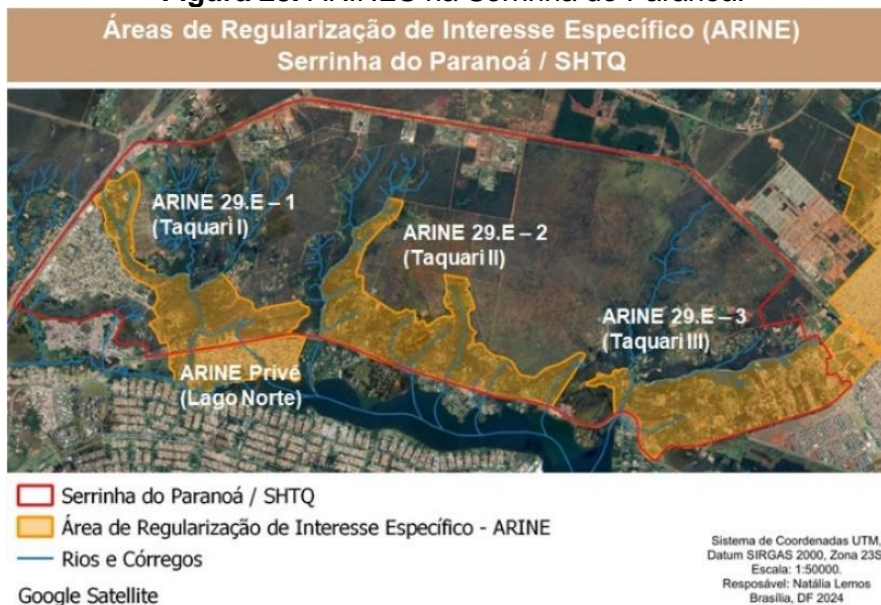 Áreas de Regularização de Interesse Específico (ARINE)
Serrinha do Paranoá / SHTQ
ARINE 29.E – 1
(Taquari I)
ARINE 29.E – 2
(Taquari II)
ARINE 29.E – 3
(Taquari III)
ARINE Privê
(Lago Norte)
Serrinha do Paranoá / SHTQ
Área de Regularização de Interesse Específico - ARINE
Rios e Córregos
Google Satellite
Sistema de Coordenadas UTM,
Datum SIRGAS 2000, Zona 23S
Escala: 1:50000.
Resposável: Natália Lemos
Brasília, DF 2024